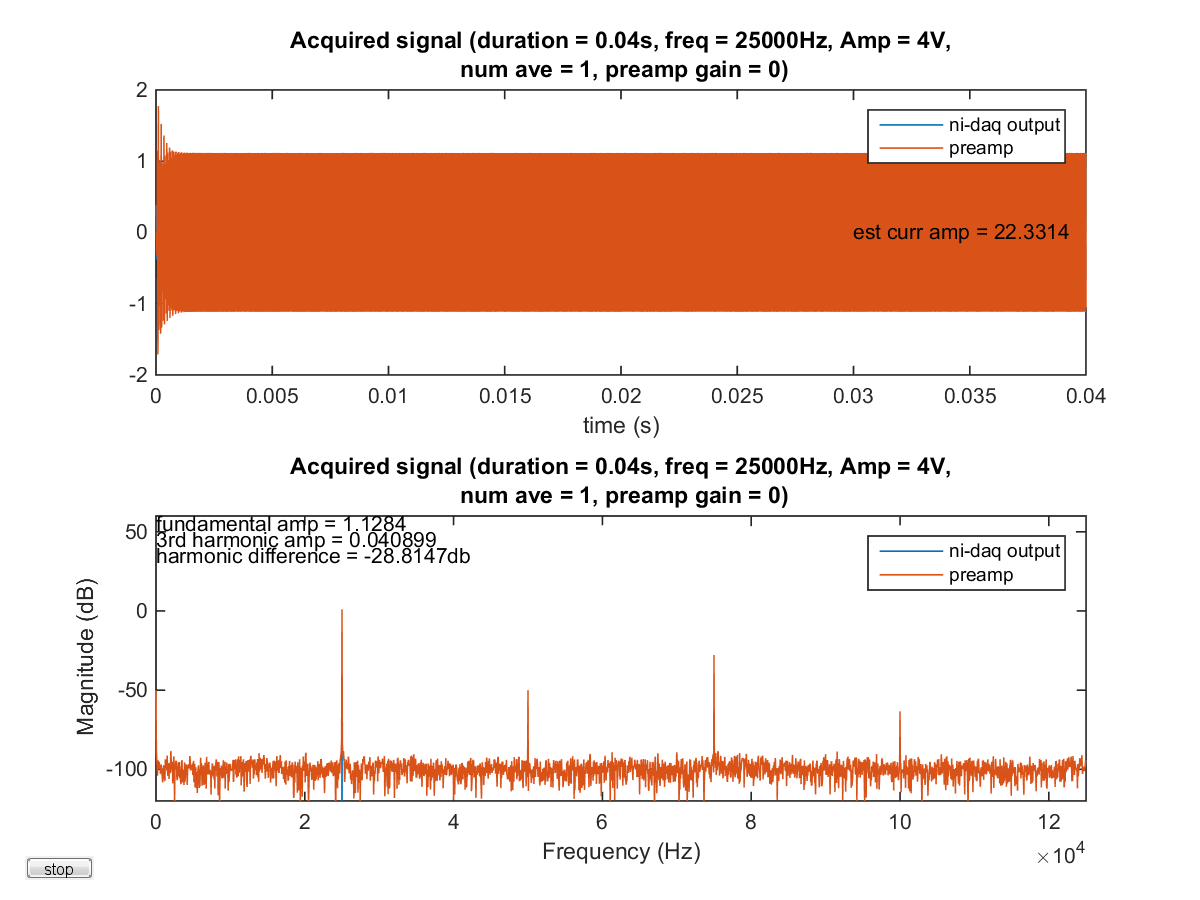 Acquired signal (duration = 0.04s, freq = 25000Hz, Amp = 4V,
num ave = 1, preamp gain = 0)
2
1
0
-1
-2
ni-daq output
preamp
est curr amp = 22.3314
0 0.005 0.01 0.015 0.02 0.025 0.03 0.035 0.04
time (s)
Acquired signal (duration = 0.04s, freq = 25000Hz, Amp = 4V,
num ave = 1, preamp gain = 0)
fundamental amp = 1.1284
3rd harmonic amp = 0.040899
harmonic difference = -28.8147db
ni-daq output
preamp
Magnitude (dB)
50
0
-50
-100
0 2 4 6 8 10 12
×10⁴
Frequency (Hz)
stop